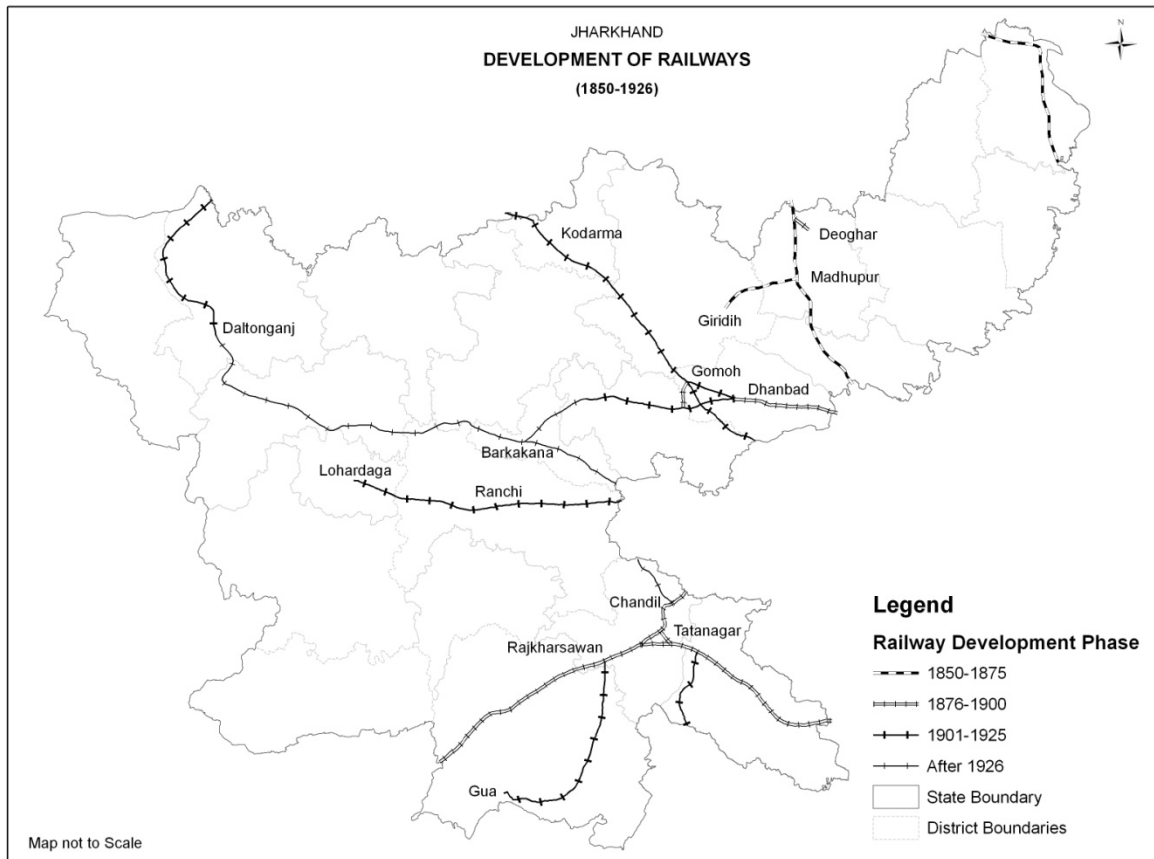 JHARKHAND
DEVELOPMENT OF RAILWAYS
(1850-1926)
N
Kodarma
Deoghar
Madhupur
Giridih
Daltonganj
Gomoh
Dhanbad
Barkakana
Lohardaga
Ranchi
Chandil
Tatanagar
Rajkharsawan
Gua
Legend
Railway Development Phase
1850-1875
1876-1900
1901-1925
After 1926
State Boundary
District Boundaries
Map not to Scale